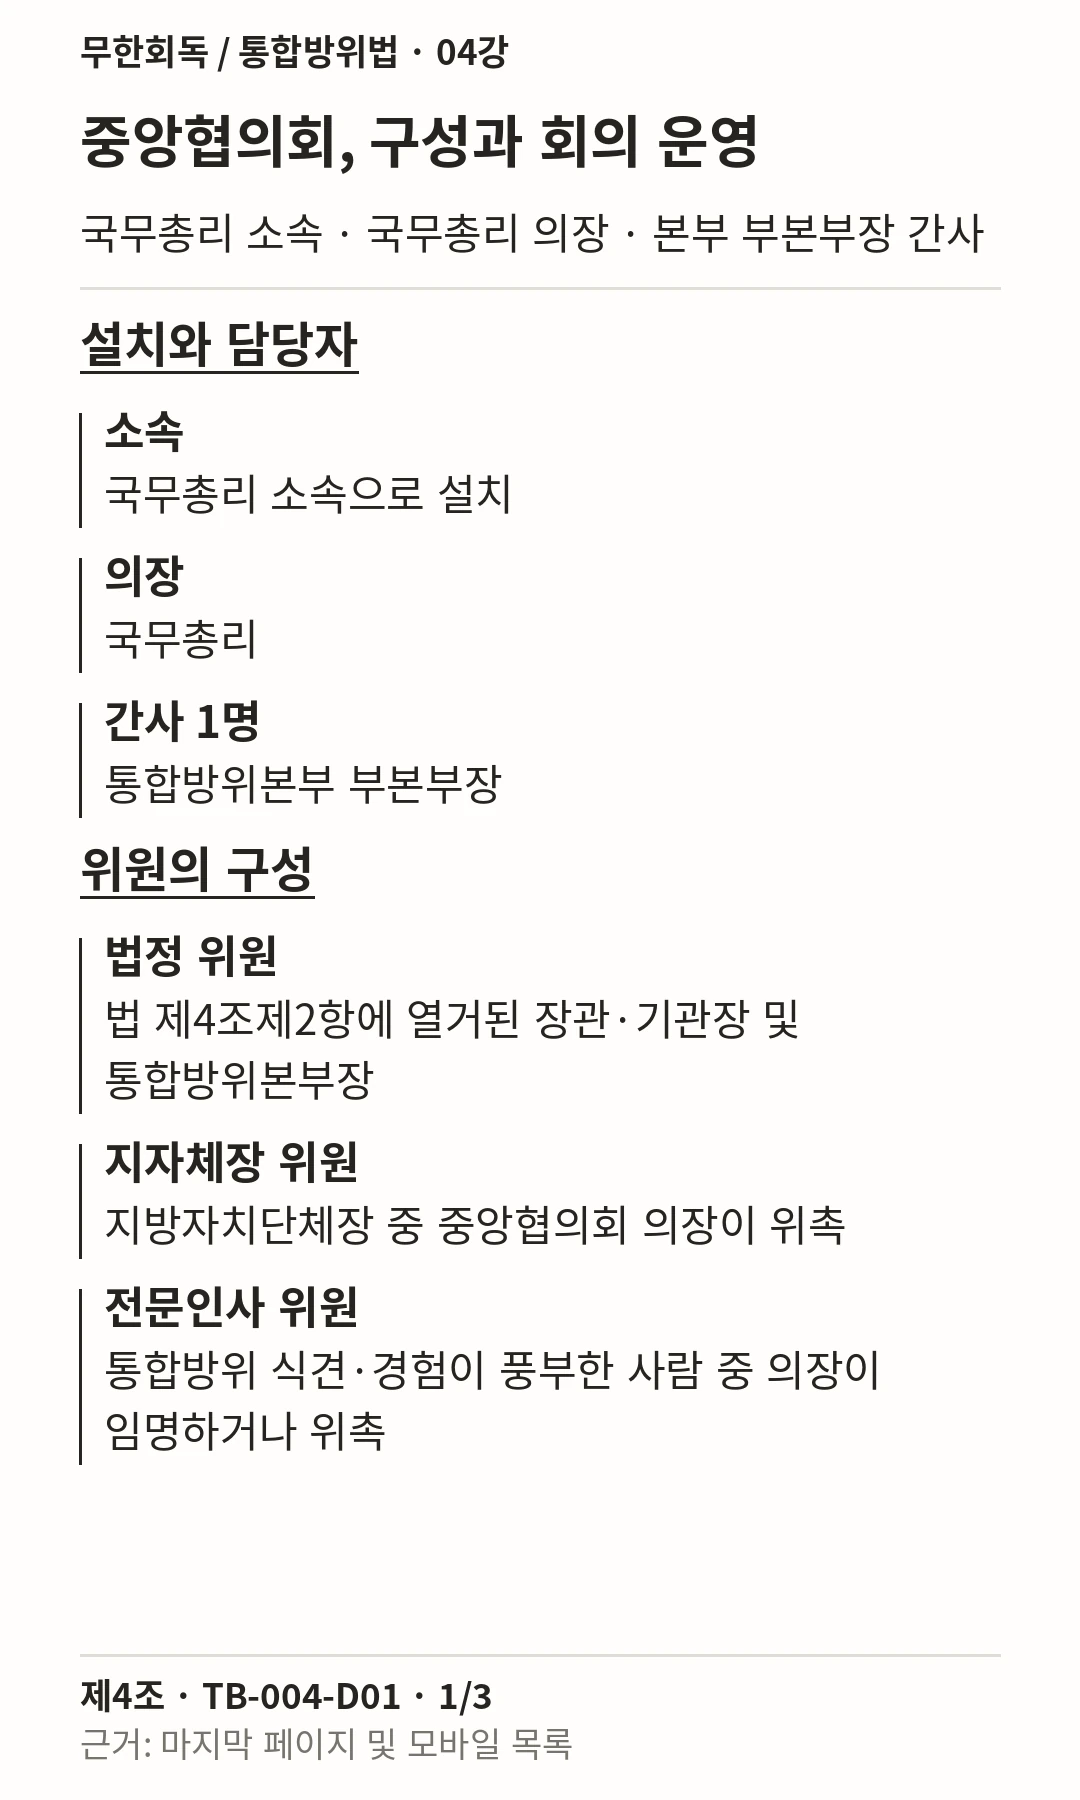 무한회독 / 통합방위법 · 04강
중앙협의회, 구성과 회의 운영
국무총리 소속 · 국무총리 의장 · 본부 부본부장 간사
설치와 담당자
소속
국무총리 소속으로 설치
의장
국무총리
간사 1명
통합방위본부 부본부장
위원의 구성
법정 위원
법 제4조제2항에 열거된 장관·기관장 및
통합방위본부장
지자체장 위원
지방자치단체장 중 중앙협의회 의장이 위촉
전문인사 위원
통합방위 식견·경험이 풍부한 사람 중 의장이
임명하거나 위촉
제4조 · TB-004-D01 · 1/3
근거: 마지막 페이지 및 모바일 목록